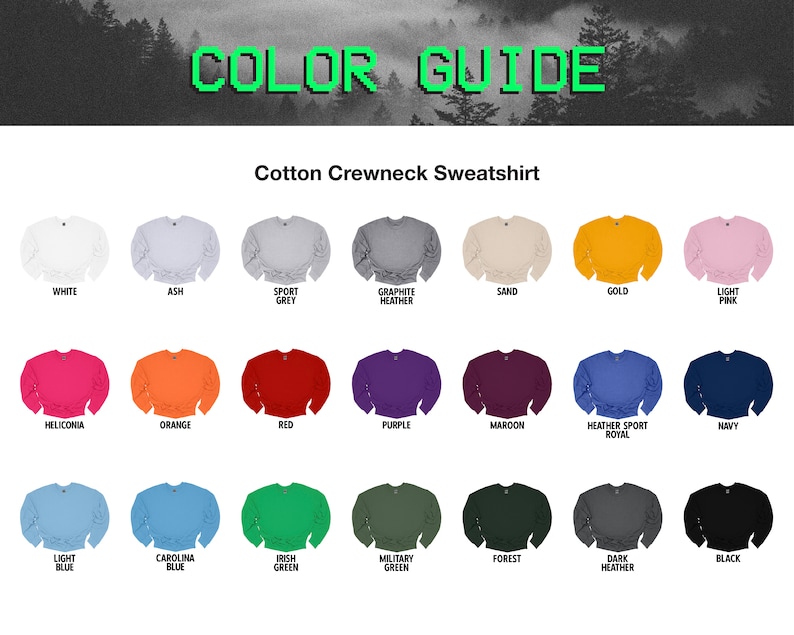 COLOR GUIDE
Cotton Crewneck Sweatshirt
WHITE
ASH
SPORT
GREY
GRAPHITE
HEATHER
SAND
GOLD
LIGHT
PINK
HELICONIA
ORANGE
RED
PURPLE
MAROON
HEATHER SPORT
ROYAL
NAVY
LIGHT
BLUE
CAROLINA
BLUE
IRISH
GREEN
MILITARY
GREEN
FOREST
DARK
HEATHER
BLACK